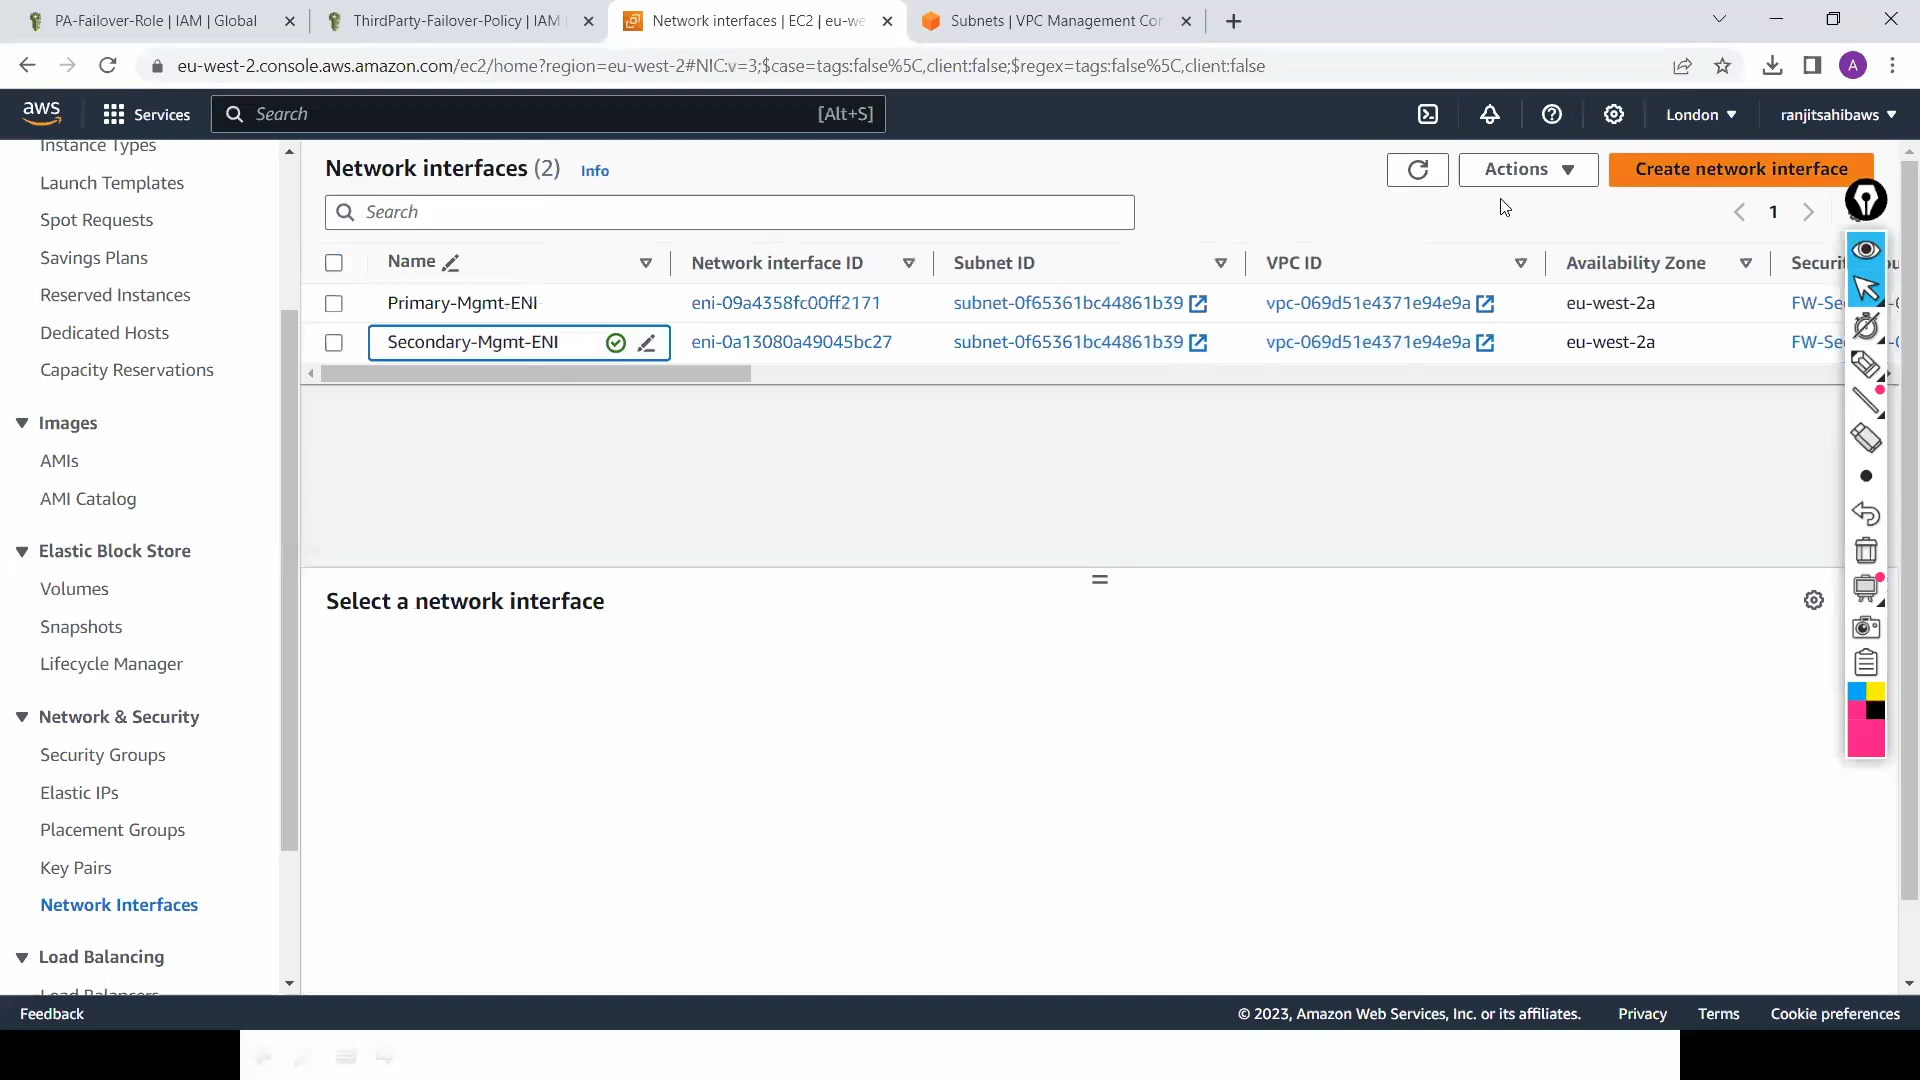 PA-Failover-Role | IAM | Global
ThirdParty-Failover-Policy | IAM
Network interfaces | EC2 | eu-we
Subnets | VPC Management Cor
eu-west-2.console.aws.amazon.com/ec2/home?region=eu-west-2#NIC:v=3;$case=tags:false%5C,client:false;$regex=tags:false%5C,client:false
A
aws
Services
Search
[Alt+S]
London
ranjitsahibaws
Instance Types
Launch Templates
Spot Requests
Savings Plans
Reserved Instances
Dedicated Hosts
Capacity Reservations
Images
AMIs
AMI Catalog
Elastic Block Store
Volumes
Snapshots
Lifecycle Manager
Network & Security
Security Groups
Elastic IPs
Placement Groups
Key Pairs
Network Interfaces
Load Balancing
Load Balancers
Network interfaces (2) Info
Actions
Create network interface
Search
1
Name Network interface ID Subnet ID VPC ID Availability Zone
Primary-Mgmt-ENI eni-09a4358fc00ff2171 subnet-0f65361bc44861b39 vpc-069d51e4371e94e9a eu-west-2a FW-Se
Secondary-Mgmt-ENI eni-0a13080a49045bc27 subnet-0f65361bc44861b39 vpc-069d51e4371e94e9a eu-west-2a FW-Se
Select a network interface
Feedback
© 2023, Amazon Web Services, Inc. or its affiliates. Privacy Terms Cookie preferences